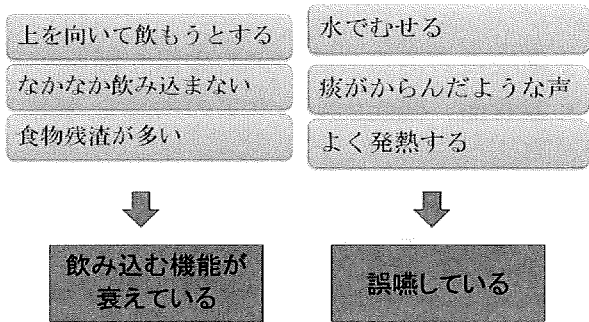 上を向いて飲もうとする
なかなか飲み込まない
食物残渣が多い
飲み込む機能が
衰えている
水でむせる
痰がからんだような声
よく発熱する
誤嚥している